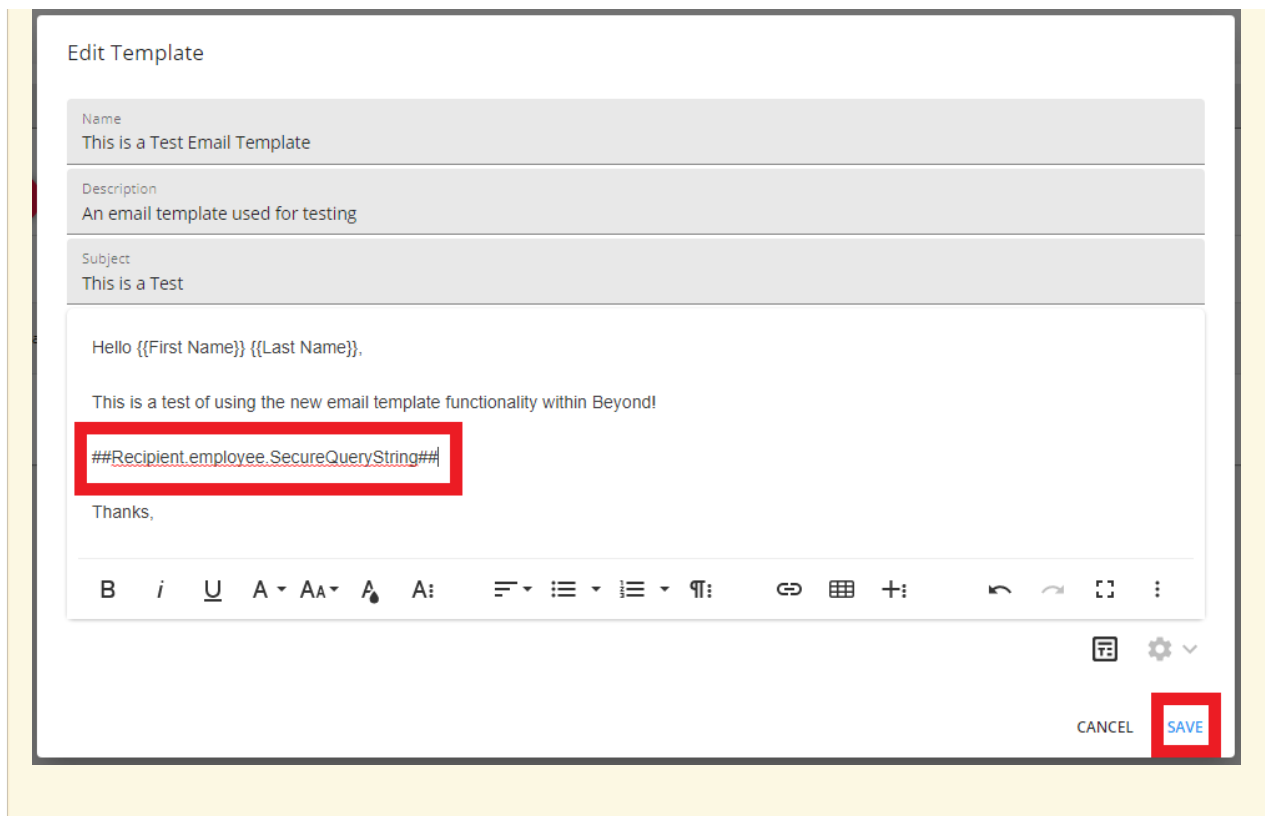 Edit Template
Name
This is a Test Email Template
Description
An email template used for testing
Subject
This is a Test
Hello {{First Name}} {{Last Name}},
This is a test of using the new email template functionality within Beyond!
##Recipient.employee.SecureQueryString##
Thanks,
B i U A AA A A
CANCEL SAVE